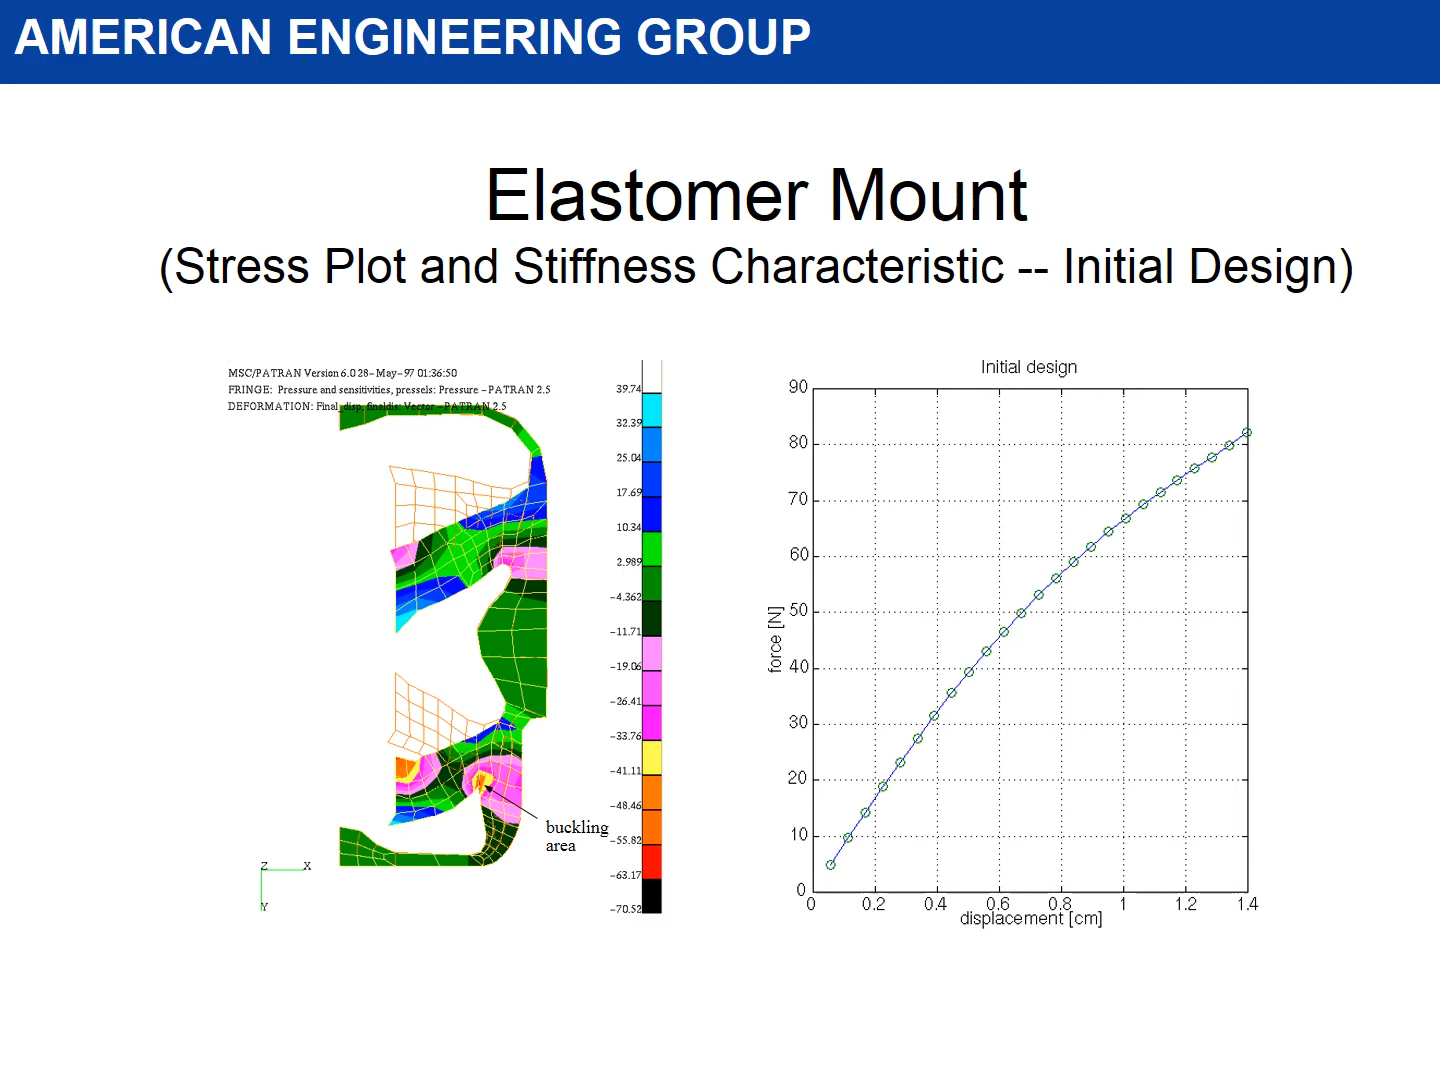 AMERICAN ENGINEERING GROUP
Elastomer Mount
(Stress Plot and Stiffness Characteristic -- Initial Design)
MSC/PATRAN Version 6.0 28-May-97 01:36:50
FRINGE: Pressure and sensitivities, pressels: Pressure -PATRAN 2.5
DEFORMATION: Final_disp, finaldis: Vector -PATRAN 2.5
39.74
32.39
25.04
17.69
10.34
2.989
-4.362
-11.71
-19.06
-26.41
-33.76
-41.11
-48.46
-55.82
-63.17
-70.52
buckling
area
Z X
Y
Initial design
90
80
70
60
50
40
30
20
10
0
force [N]
0 0.2 0.4 0.6 0.8 1 1.2 1.4
displacement [cm]